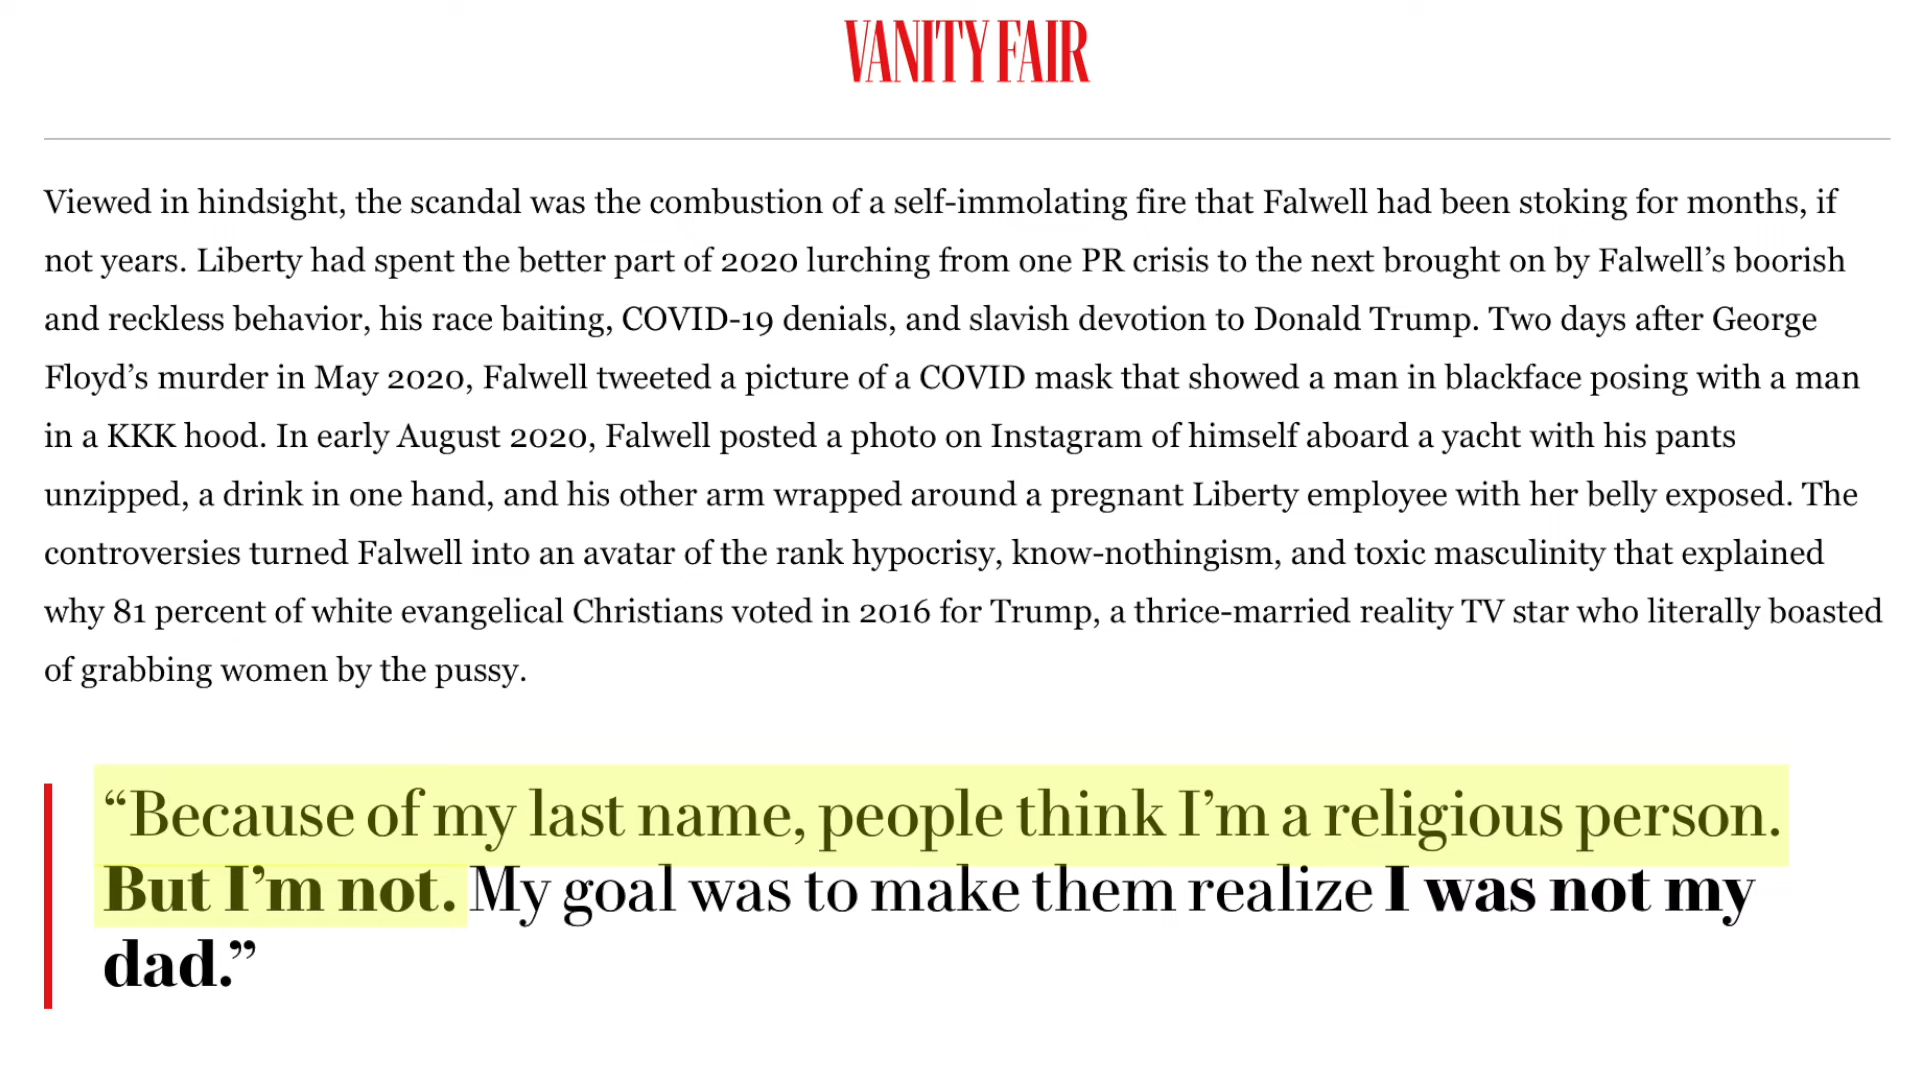 VANITY FAIR
Viewed in hindsight, the scandal was the combustion of a self-immolating fire that Falwell had been stoking for months, if
not years. Liberty had spent the better part of 2020 lurching from one PR crisis to the next brought on by Falwell’s boorish
and reckless behavior, his race baiting, COVID-19 denials, and slavish devotion to Donald Trump. Two days after George
Floyd’s murder in May 2020, Falwell tweeted a picture of a COVID mask that showed a man in blackface posing with a man
in a KKK hood. In early August 2020, Falwell posted a photo on Instagram of himself aboard a yacht with his pants
unzipped, a drink in one hand, and his other arm wrapped around a pregnant Liberty employee with her belly exposed. The
controversies turned Falwell into an avatar of the rank hypocrisy, know-nothingism, and toxic masculinity that explained
why 81 percent of white evangelical Christians voted in 2016 for Trump, a thrice-married reality TV star who literally boasted
of grabbing women by the pussy.
“Because of my last name, people think I’m a religious person.
But I’m not. My goal was to make them realize I was not my
dad.”